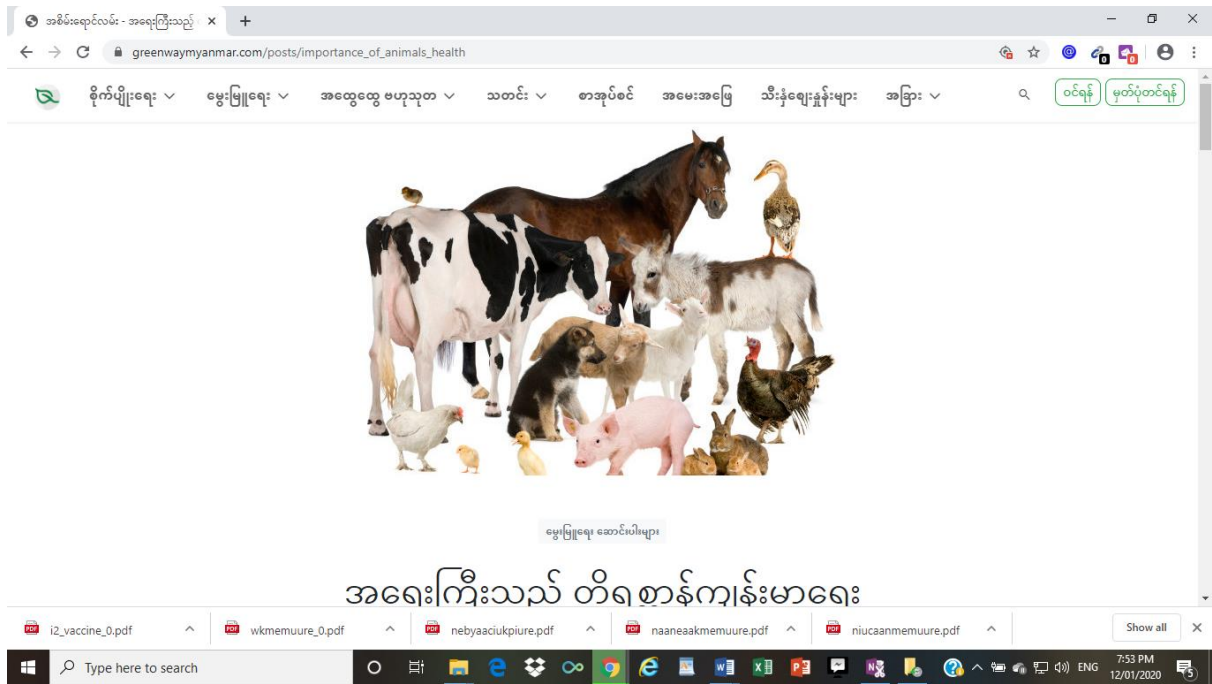 အစိမ်းရောင်လမ်း - အရေးကြီးသည့်
greenwaymyanmar.com/posts/importance_of_animals_health
စိုက်ပျိုးရေး မွေးမြူရေး အထွေထွေ ဗဟုသုတ သတင်း စာအုပ်စင် အမေးအဖြေ သီးနှံစျေးနှုန်းများ အခြား ဝင်ရန် မှတ်ပုံတင်ရန်
မွေးမြူရေး ဆောင်းပါးများ
အရေးကြီးသည့် တိရစ္ဆာန်ကျန်းမာရေး
i2_vaccine_0.pdf wkmemuure_0.pdf nebyaaciukpiure.pdf naaneaakmemuure.pdf niucaanmemuure.pdf Show all
Type here to search ENG 7:53 PM
12/01/2020